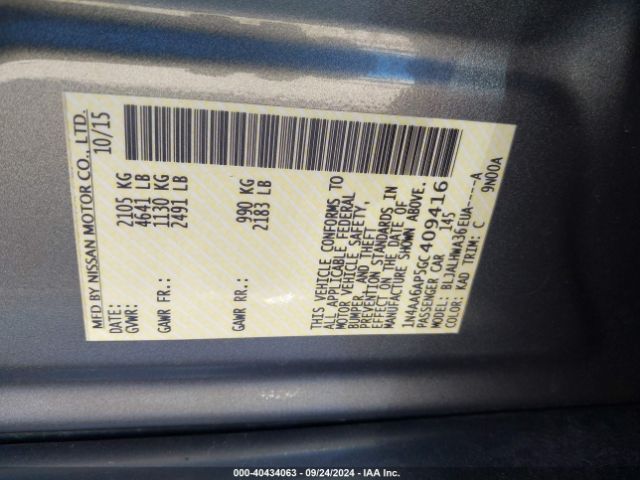 MFD BY NISSAN MOTOR CO., LTD.
DATE: 10/15
GVWR: 2105 KG
4641 LB
GAWR FR.: 1130 KG
2491 LB
GAWR RR.: 990 KG
2183 LB
THIS VEHICLE CONFORMS TO
ALL APPLICABLE FEDERAL
MOTOR VEHICLE SAFETY,
BUMPER, AND THEFT
PREVENTION STANDARDS IN
EFFECT ON THE DATE OF
MANUFACTURE SHOWN ABOVE.
1N4AA6AP5GC409416
PASSENGER CAR 145
MODEL: BLJALHWA36EUA-----A
COLOR: KAD TRIM: C 9N00A
000-40434063 - 09/24/2024 - IAA Inc.